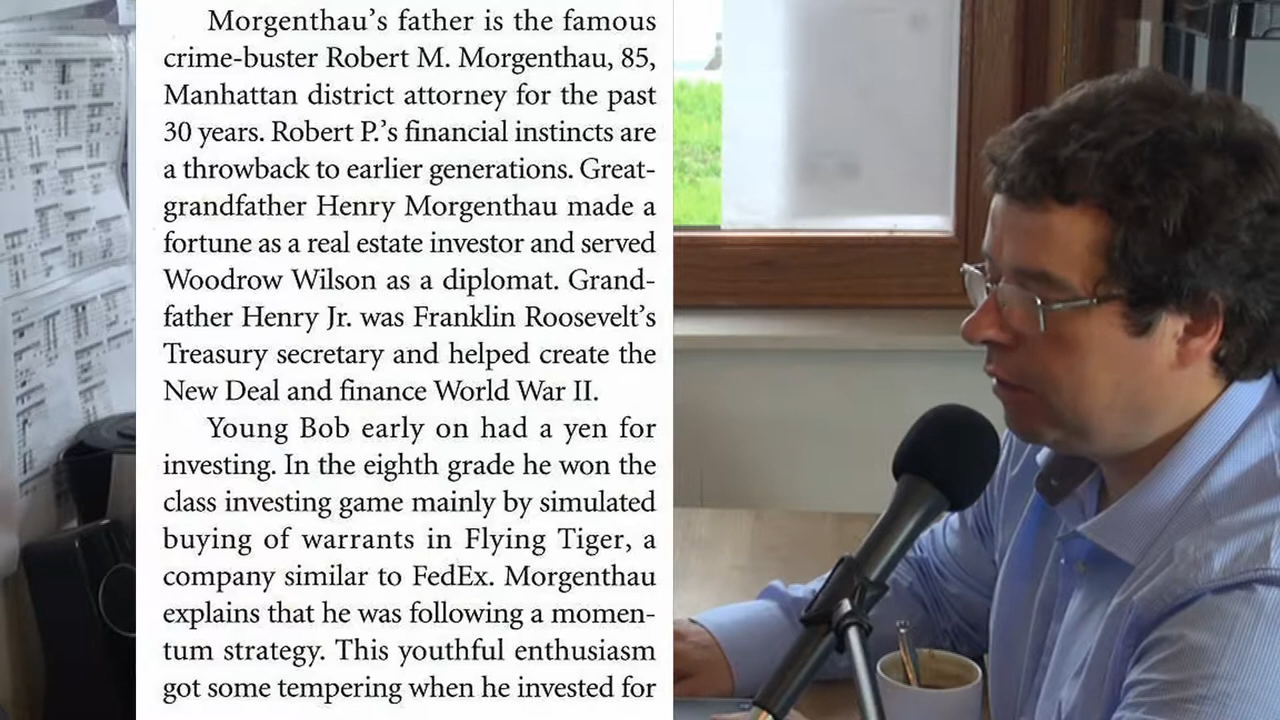 Morgenthau's father is the famous
crime-buster Robert M. Morgenthau, 85,
Manhattan district attorney for the past
30 years. Robert P.'s financial instincts are
a throwback to earlier generations. Great-
grandfather Henry Morgenthau made a
fortune as a real estate investor and served
Woodrow Wilson as a diplomat. Grand-
father Henry Jr. was Franklin Roosevelt's
Treasury secretary and helped create the
New Deal and finance World War II.
Young Bob early on had a yen for
investing. In the eighth grade he won the
class investing game mainly by simulated
buying of warrants in Flying Tiger, a
company similar to FedEx. Morgenthau
explains that he was following a momen-
tum strategy. This youthful enthusiasm
got some tempering when he invested for